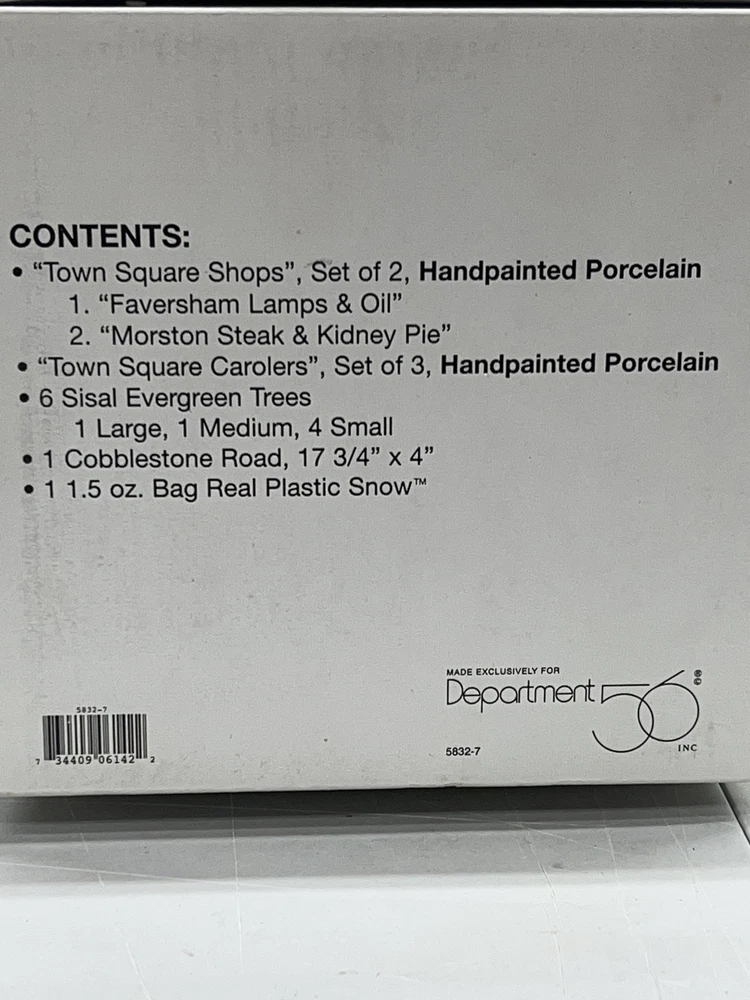 CONTENTS:
• “Town Square Shops”, Set of 2, Handpainted Porcelain
1. “Faversham Lamps & Oil”
2. “Morston Steak & Kidney Pie”
• “Town Square Carolers”, Set of 3, Handpainted Porcelain
• 6 Sisal Evergreen Trees
1 Large, 1 Medium, 4 Small
• 1 Cobblestone Road, 17 3/4” x 4”
• 1 1.5 oz. Bag Real Plastic Snow™
5832-7
7 34409 06142 2
MADE EXCLUSIVELY FOR
Department 56 ® ©
INC
5832-7